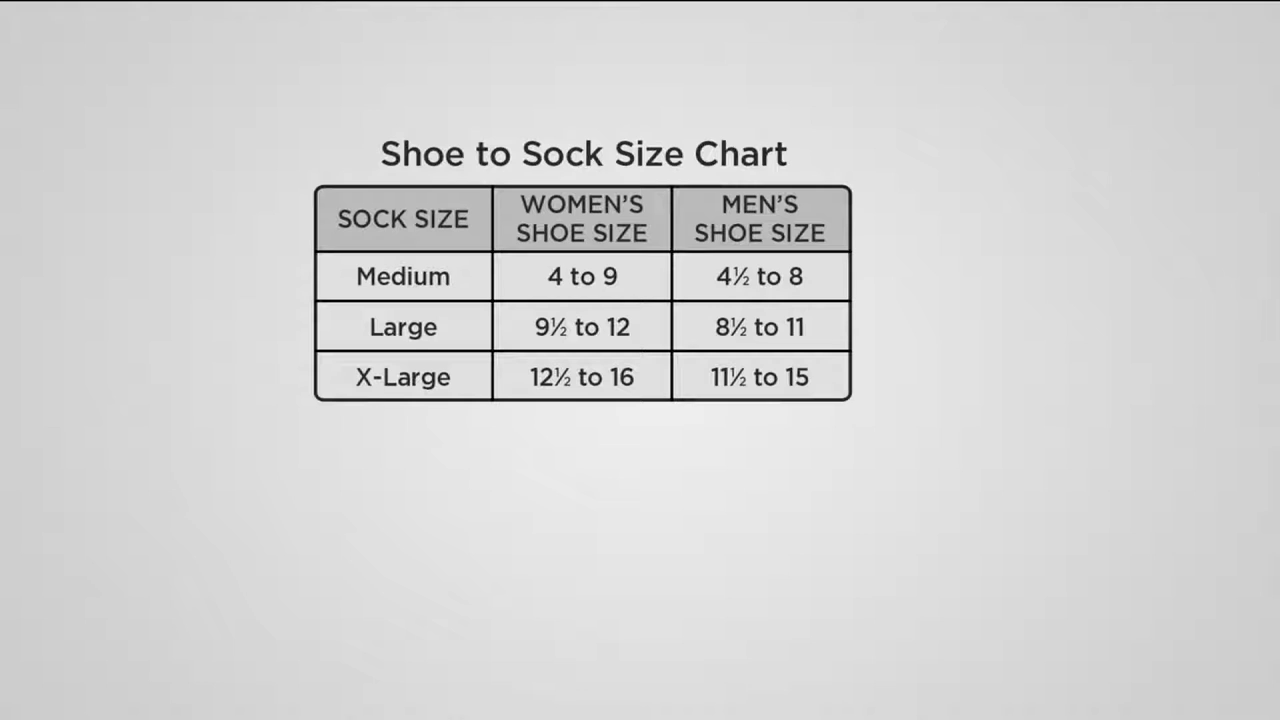 Shoe to Sock Size Chart
SOCK SIZE
WOMEN'S
SHOE SIZE
MEN'S
SHOE SIZE
Medium 4 to 9 4½ to 8
Large 9½ to 12 8½ to 11
X-Large 12½ to 16 11½ to 15